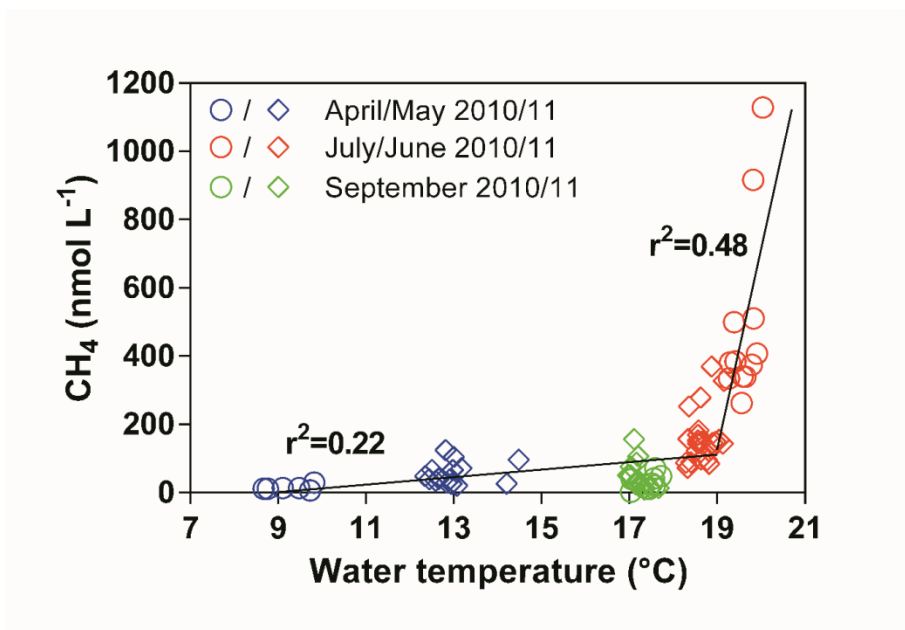 1200
1000
800
600
400
200
0
CH₄ (nmol L⁻¹)
○ / ◇ April/May 2010/11
○ / ◇ July/June 2010/11
○ / ◇ September 2010/11
r²=0.48
r²=0.22
7 9 11 13 15 17 19 21
Water temperature (°C)